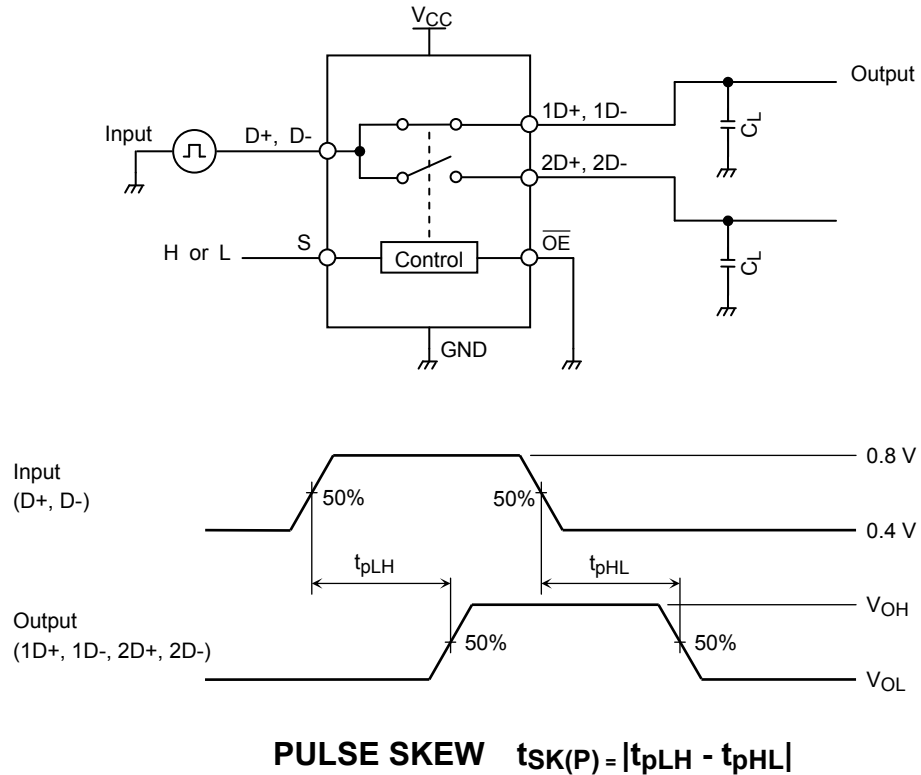 VCC
Output
1D+, 1D-
CL
Input
D+, D-
2D+, 2D-
H or L
S
Control
OE
CL
GND
Input
(D+, D-)
50%
50%
0.8 V
0.4 V
tpLH
tpHL
Output
(1D+, 1D-, 2D+, 2D-)
50%
50%
VOH
VOL
PULSE SKEW tSK(P) = |tpLH - tpHL|